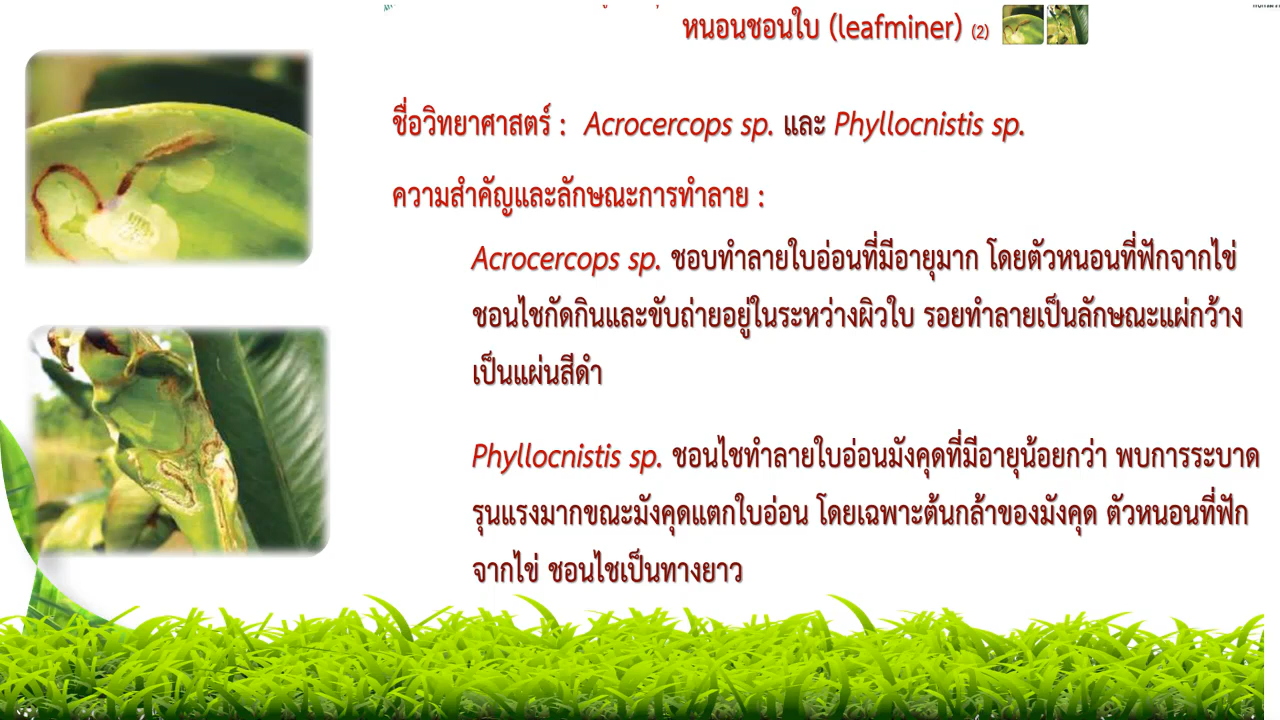 หนอนชอนใบ (leafminer) (2)
ชื่อวิทยาศาสตร์ : Acrocercops sp. และ Phyllocnistis sp.
ความสำคัญและลักษณะการทำลาย :
Acrocercops sp. ชอบทำลายใบอ่อนที่มีอายุมาก โดยตัวหนอนที่ฟักจากไข่
ชอนไชกัดกินและขับถ่ายอยู่ในระหว่างผิวใบ รอยทำลายเป็นลักษณะแผ่กว้าง
เป็นแผ่นสีดำ
Phyllocnistis sp. ชอนไชทำลายใบอ่อนมังคุดที่มีอายุน้อยกว่า พบการระบาด
รุนแรงมากขณะมังคุดแตกใบอ่อน โดยเฉพาะต้นกล้าของมังคุด ตัวหนอนที่ฟัก
จากไข่ ชอนไชเป็นทางยาว